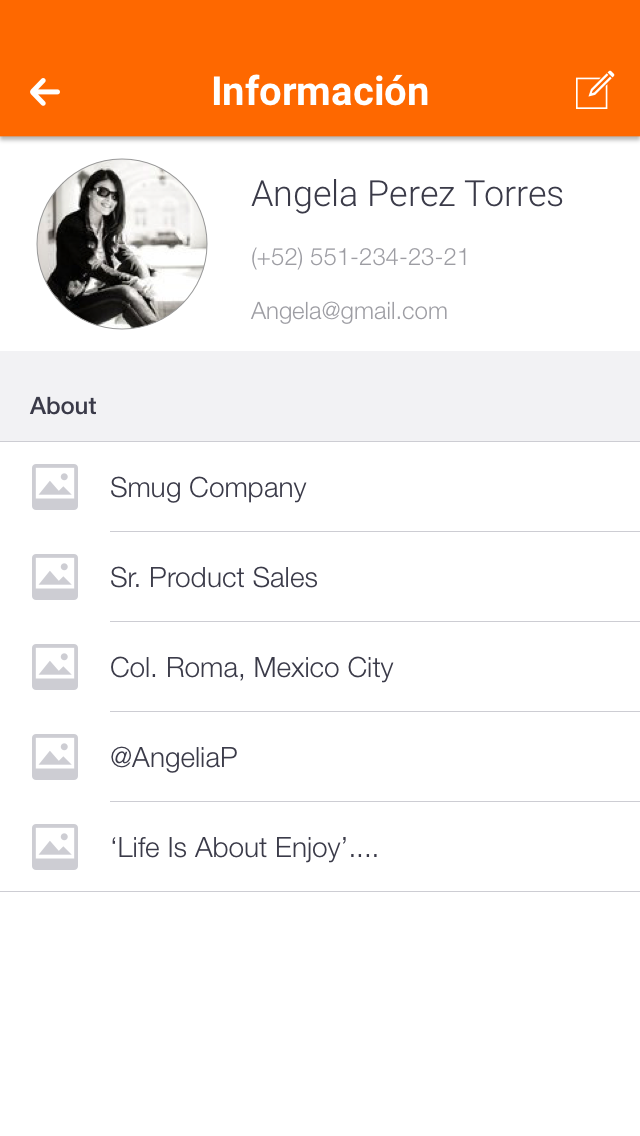 Información
Angela Perez Torres
(+52) 551-234-23-21
Angela@gmail.com
About
Smug Company
Sr. Product Sales
Col. Roma, Mexico City
@AngeliaP
‘Life Is About Enjoy’....